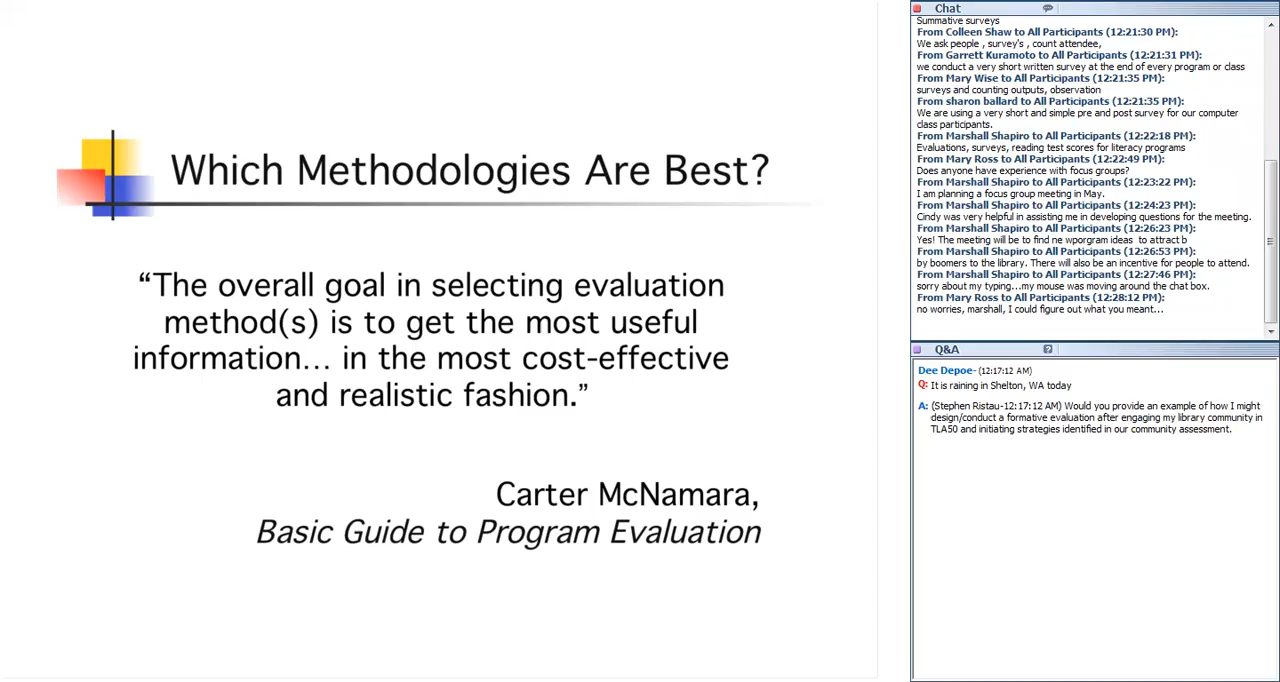 Which Methodologies Are Best?
“The overall goal in selecting evaluation
method(s) is to get the most useful
information… in the most cost-effective
and realistic fashion.”
Carter McNamara,
Basic Guide to Program Evaluation
Chat
Summative surveys
From Colleen Shaw to All Participants (12:21:30 PM):
We ask people , survey's , count attendee,
From Garrett Kuramoto to All Participants (12:21:31 PM):
we conduct a very short written survey at the end of every program or class
From Mary Wise to All Participants (12:21:35 PM):
surveys and counting outputs, observation
From sharon ballard to All Participants (12:21:35 PM):
We are using a very short and simple pre and post survey for our computer
class participants.
From Marshall Shapiro to All Participants (12:22:18 PM):
Evaluations, surveys, reading test scores for literacy programs
From Mary Ross to All Participants (12:22:49 PM):
Does anyone have experience with focus groups?
From Marshall Shapiro to All Participants (12:23:22 PM):
I am planning a focus group meeting in May.
From Marshall Shapiro to All Participants (12:24:23 PM):
Cindy was very helpful in assisting me in developing questions for the meeting.
From Marshall Shapiro to All Participants (12:26:23 PM):
Yes! The meeting will be to find ne wporgram ideas to attract b
From Marshall Shapiro to All Participants (12:26:53 PM):
by boomers to the library. There will also be an incentive for people to attend.
From Marshall Shapiro to All Participants (12:27:46 PM):
sorry about my typing...my mouse was moving around the chat box.
From Mary Ross to All Participants (12:28:12 PM):
no worries, marshall, I could figure out what you meant...
Q&A
Dee Depoe- (12:17:12 AM)
Q: It is raining in Shelton, WA today
A: (Stephen Ristau-12:17:12 AM) Would you provide an example of how I might
design/conduct a formative evaluation after engaging my library community in
TLA50 and initiating strategies identified in our community assessment.